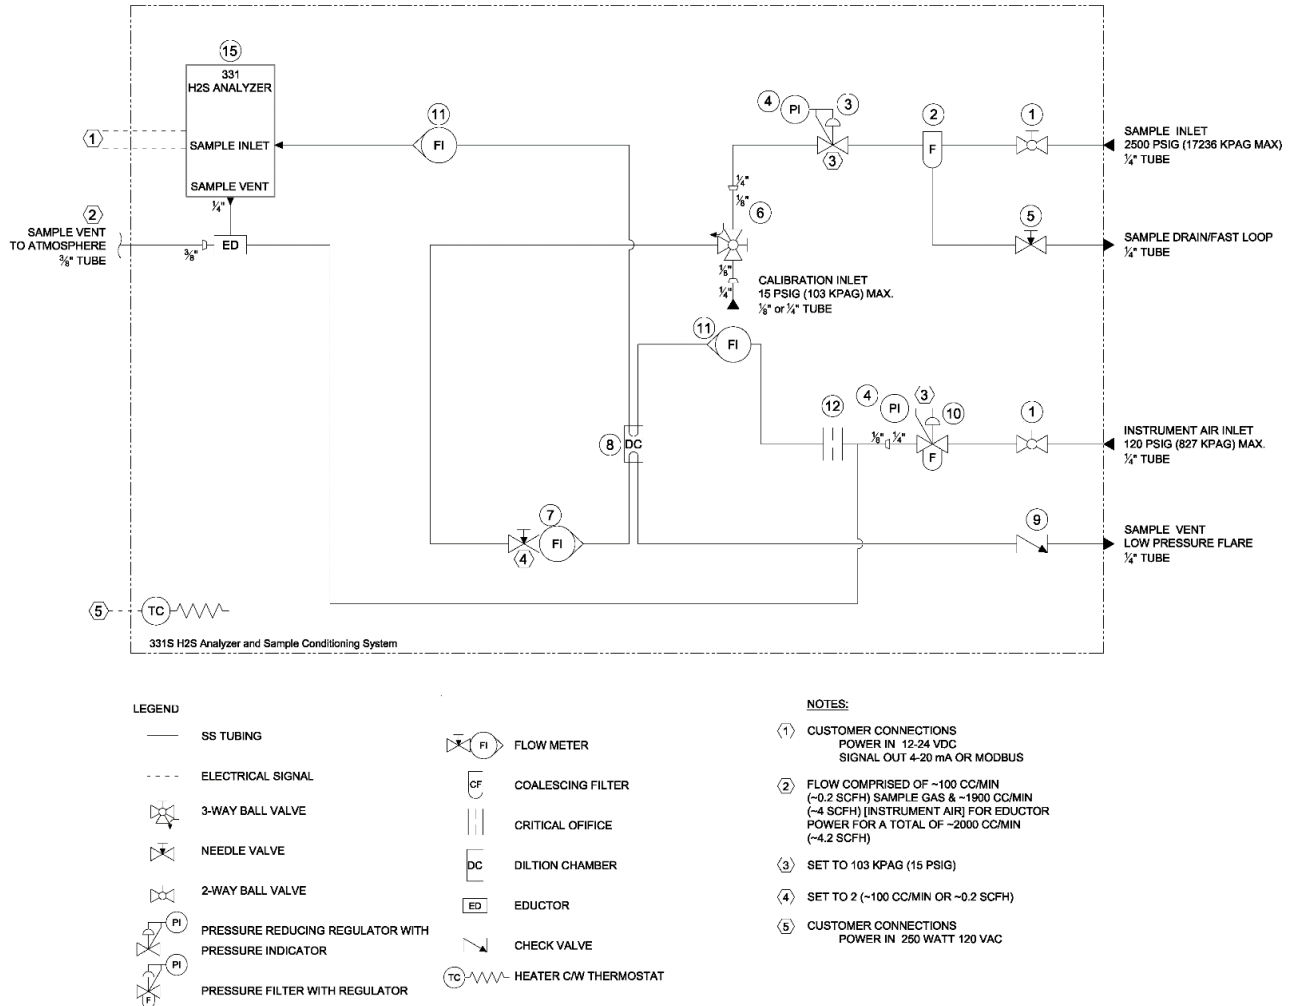 15
331
H2S ANALYZER
SAMPLE INLET
SAMPLE VENT
¼"
1
2
SAMPLE VENT
TO ATMOSPHERE
⅜" TUBE
⅜"
ED
11
FI
4
PI
3
3
2
F
1
SAMPLE INLET
2500 PSIG (17236 KPAG MAX)
¼" TUBE
¼"
⅛"
6
5
SAMPLE DRAIN/FAST LOOP
¼" TUBE
⅛"
¼"
CALIBRATION INLET
15 PSIG (103 KPAG) MAX.
⅛" or ¼" TUBE
11
FI
12
4
PI
3
10
F
⅛"
¼"
1
INSTRUMENT AIR INLET
120 PSIG (827 KPAG) MAX.
¼" TUBE
8
DC
7
FI
4
9
SAMPLE VENT
LOW PRESSURE FLARE
¼" TUBE
5
TC
331S H2S Analyzer and Sample Conditioning System
LEGEND
SS TUBING
ELECTRICAL SIGNAL
3-WAY BALL VALVE
NEEDLE VALVE
2-WAY BALL VALVE
PI
PRESSURE REDUCING REGULATOR WITH
PRESSURE INDICATOR
PI
F
PRESSURE FILTER WITH REGULATOR
FI
FLOW METER
CF
COALESCING FILTER
CRITICAL OFIFICE
DC
DILTION CHAMBER
ED
EDUCTOR
CHECK VALVE
TC
HEATER C/W THERMOSTAT
NOTES:
1 CUSTOMER CONNECTIONS
POWER IN 12-24 VDC
SIGNAL OUT 4-20 mA OR MODBUS
2 FLOW COMPRISED OF ~100 CC/MIN
(~0.2 SCFH) SAMPLE GAS & ~1900 CC/MIN
(~4 SCFH) [INSTRUMENT AIR] FOR EDUCTOR
POWER FOR A TOTAL OF ~2000 CC/MIN
(~4.2 SCFH)
3 SET TO 103 KPAG (15 PSIG)
4 SET TO 2 (~100 CC/MIN OR ~0.2 SCFH)
5 CUSTOMER CONNECTIONS
POWER IN 250 WATT 120 VAC